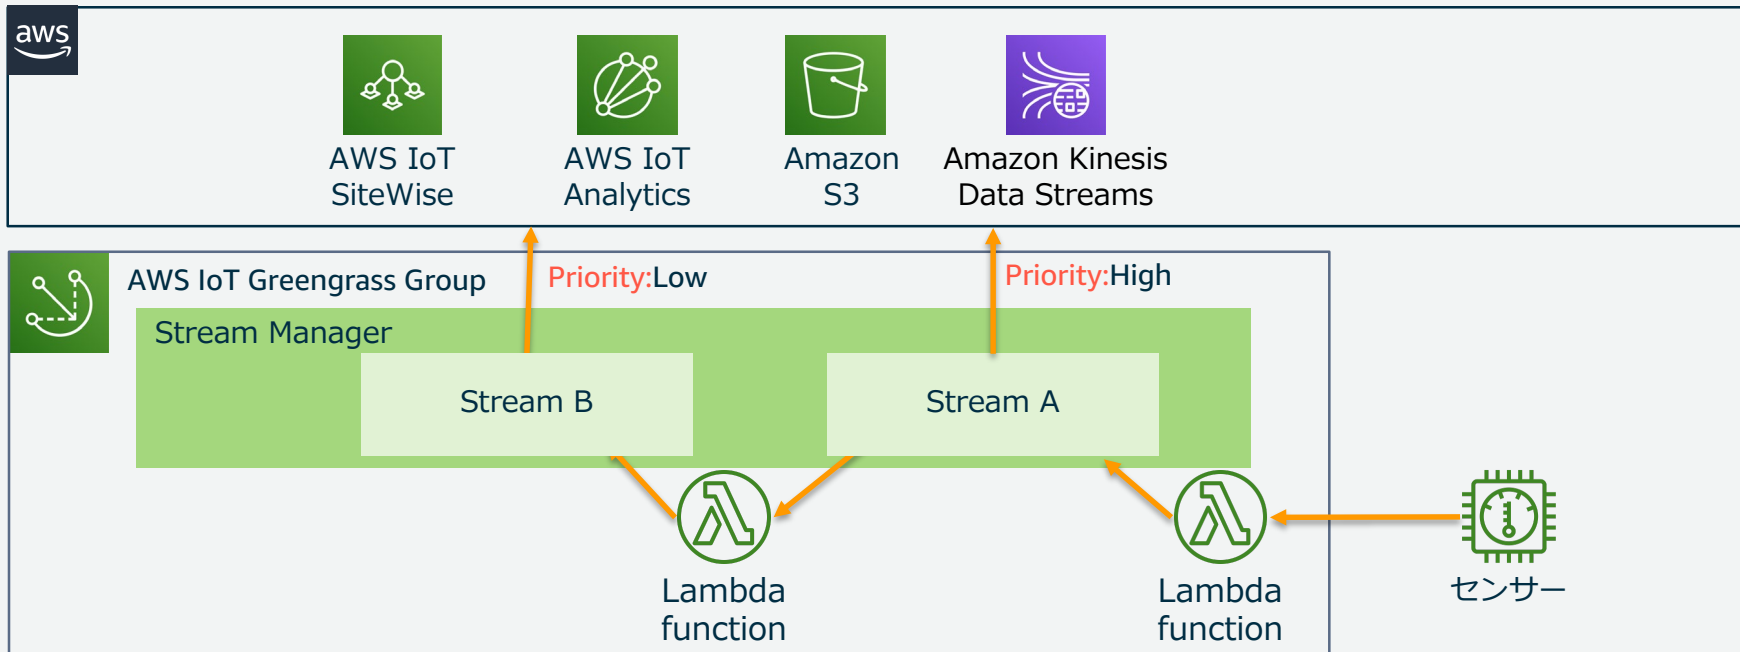 aws
AWS IoT
SiteWise
AWS IoT
Analytics
Amazon
S3
Amazon Kinesis
Data Streams
AWS IoT Greengrass Group
Priority:Low
Priority:High
Stream Manager
Stream B
Stream A
Lambda
function
Lambda
function
センサー